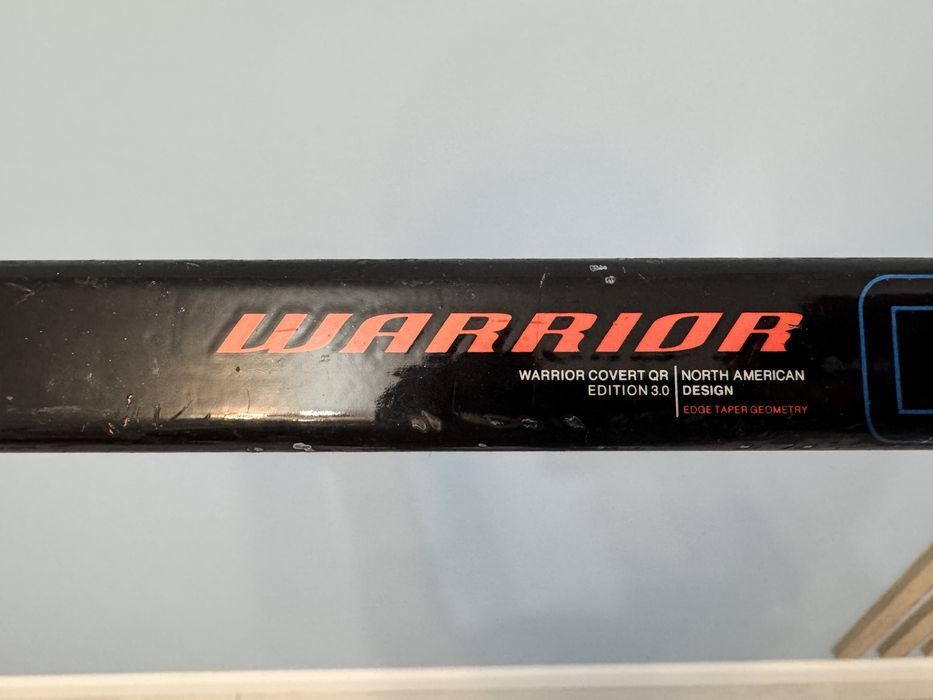 WARRIOR
WARRIOR COVERT QR
EDITION 3.0
NORTH AMERICAN
DESIGN
EDGE TAPER GEOMETRY